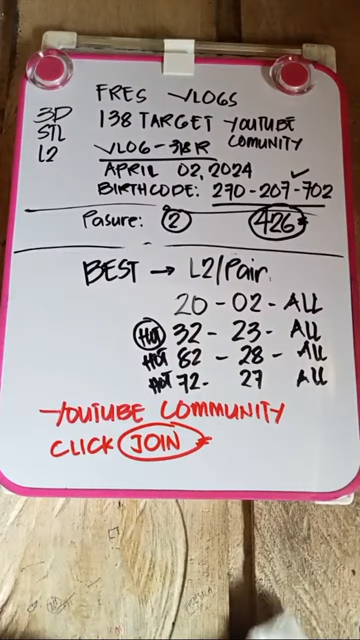 FRES VLOGS
3D 138 TARGET YOUTUBE
STL COMUNITY
L2 VLOG-378R
APRIL 02, 2024
BIRTHCODE: 270-207-702
Pasure: 2 426
BEST → L2/Pair.
20 - 02 - ALL
HOT 32 - 23 - ALL
HOT 82 - 28 - ALL
HOT 72 - 27 ALL
YOUTUBE COMMUNITY
CLICK JOIN